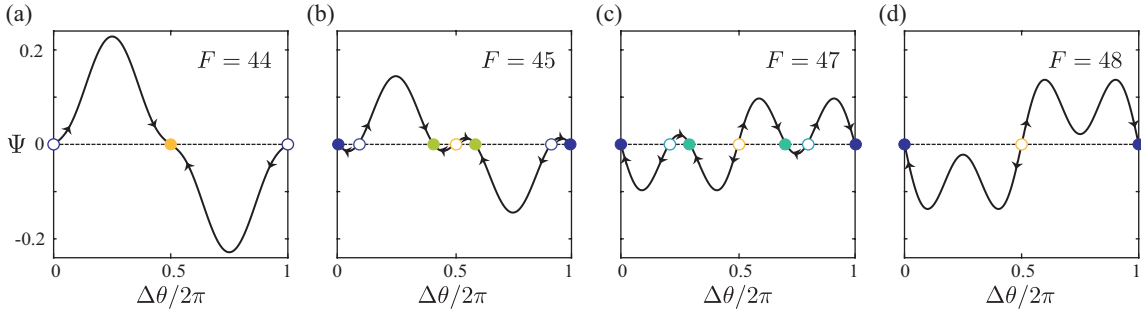 (a)
(b)
(c)
(d)
F = 44
F = 45
F = 47
F = 48
0.2
Ψ 0
-0.2
0 0.5 1
0 0.5 1
0 0.5 1
0 0.5 1
Δθ/2π
Δθ/2π
Δθ/2π
Δθ/2π